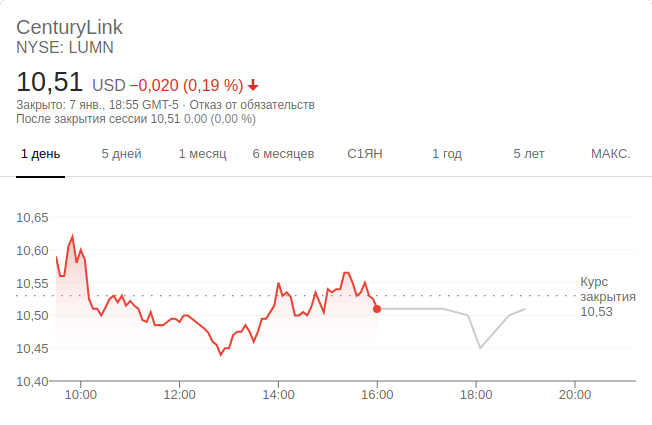 CenturyLink
NYSE: LUMN
10,51 USD −0,020 (0,19 %)
Закрыто: 7 янв., 18:55 GMT-5 · Отказ от обязательств
После закрытия сессии 10,51 0,00 (0,00 %)
1 день 5 дней 1 месяц 6 месяцев С1ЯН 1 год 5 лет МАКС.
10,65
10,60
10,55
10,50
10,45
10,40
Курс
закрытия
10,53
10:00 12:00 14:00 16:00 18:00 20:00